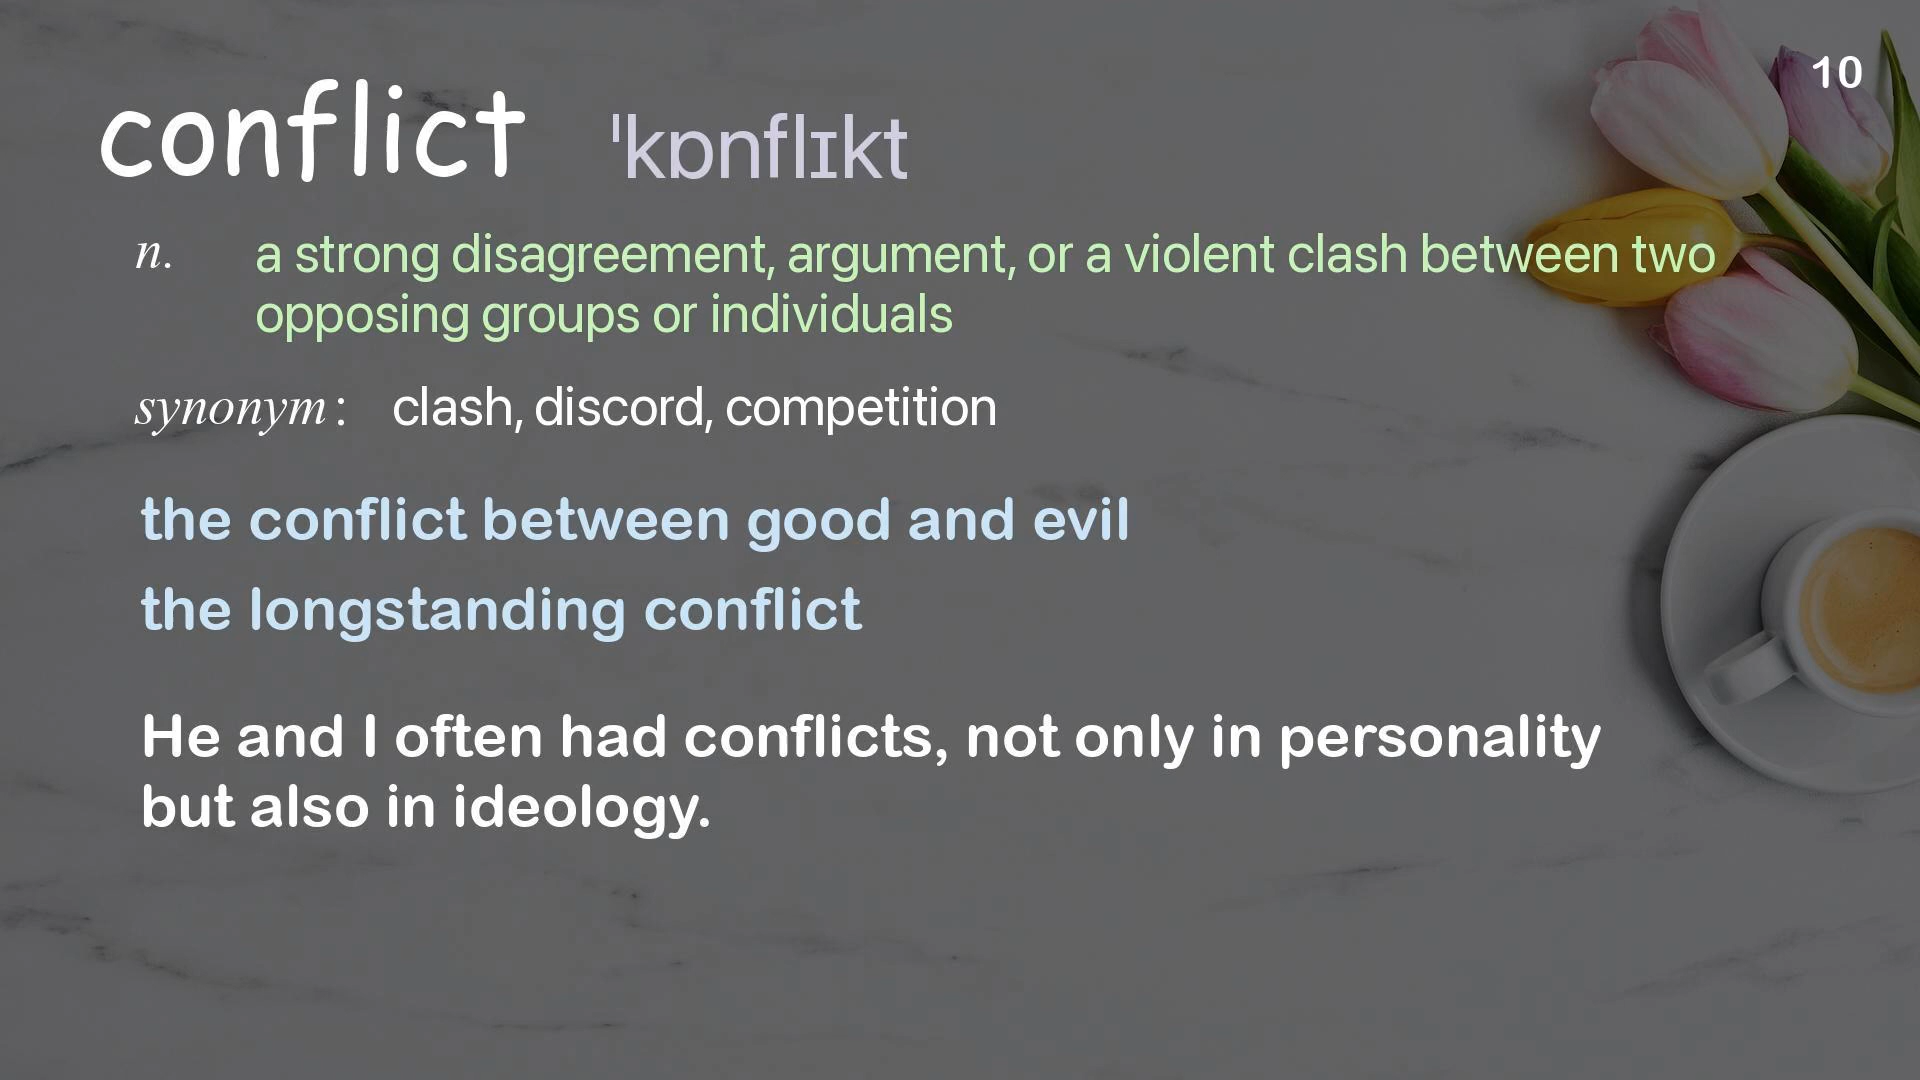 10
conflict ˈkɒnflɪkt
n. a strong disagreement, argument, or a violent clash between two
opposing groups or individuals
synonym: clash, discord, competition
the conflict between good and evil
the longstanding conflict
He and I often had conflicts, not only in personality
but also in ideology.